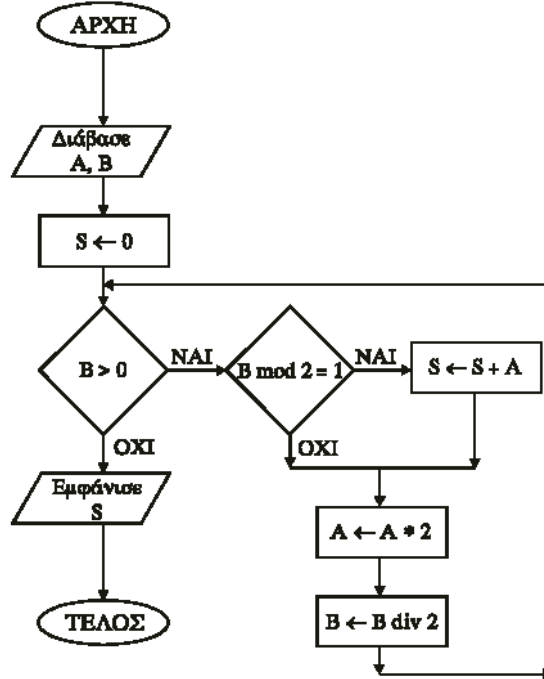 ΑΡΧΗ
Διάβασε
Α, Β
S ← 0
Β > 0
ΝΑΙ
Β mod 2 = 1
ΝΑΙ
S ← S + Α
ΟΧΙ
ΟΧΙ
Εμφάνισε
S
Α ← Α * 2
Β ← Β div 2
ΤΕΛΟΣ